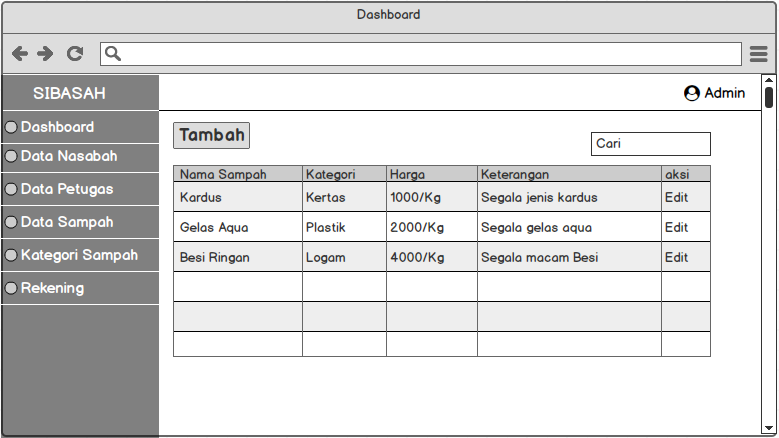 Dashboard
SIBASAH
Admin
Dashboard
Data Nasabah
Data Petugas
Data Sampah
Kategori Sampah
Rekening
Tambah
Cari
Nama Sampah Kategori Harga Keterangan aksi
Kardus Kertas 1000/Kg Segala jenis kardus Edit
Gelas Aqua Plastik 2000/Kg Segala gelas aqua Edit
Besi Ringan Logam 4000/Kg Segala macam Besi Edit